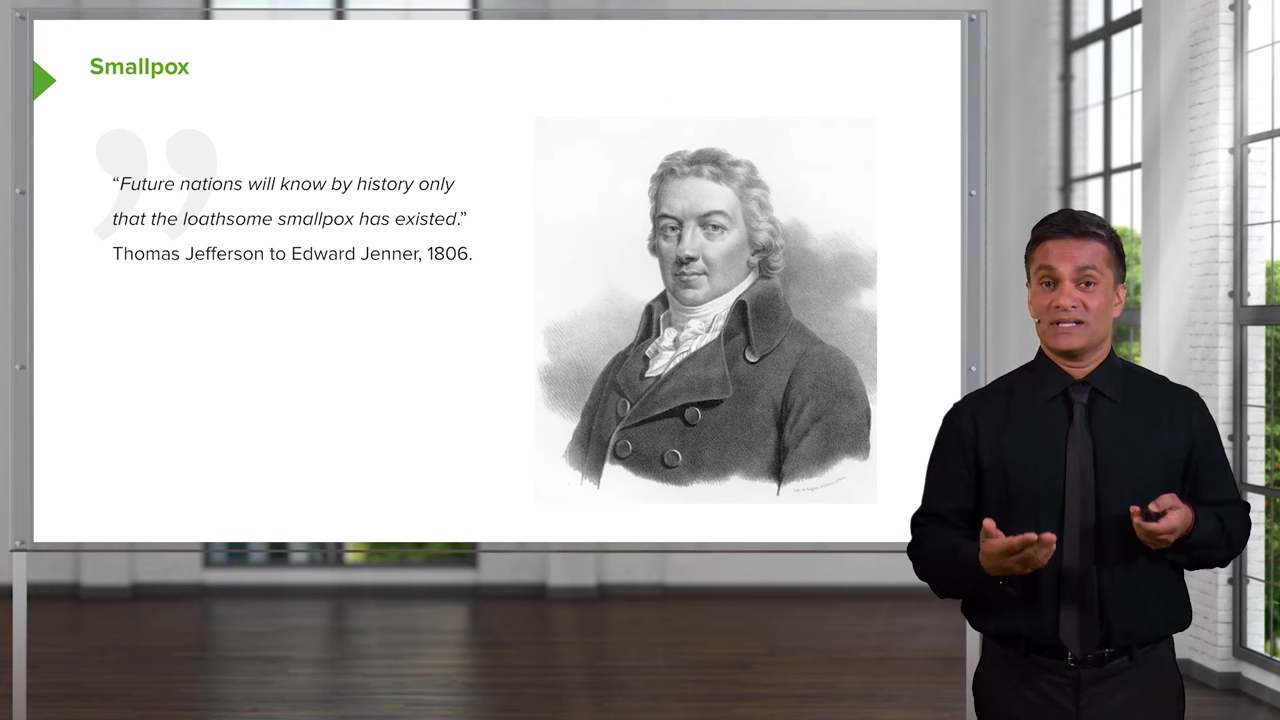 Smallpox
“Future nations will know by history only
that the loathsome smallpox has existed.”
Thomas Jefferson to Edward Jenner, 1806.